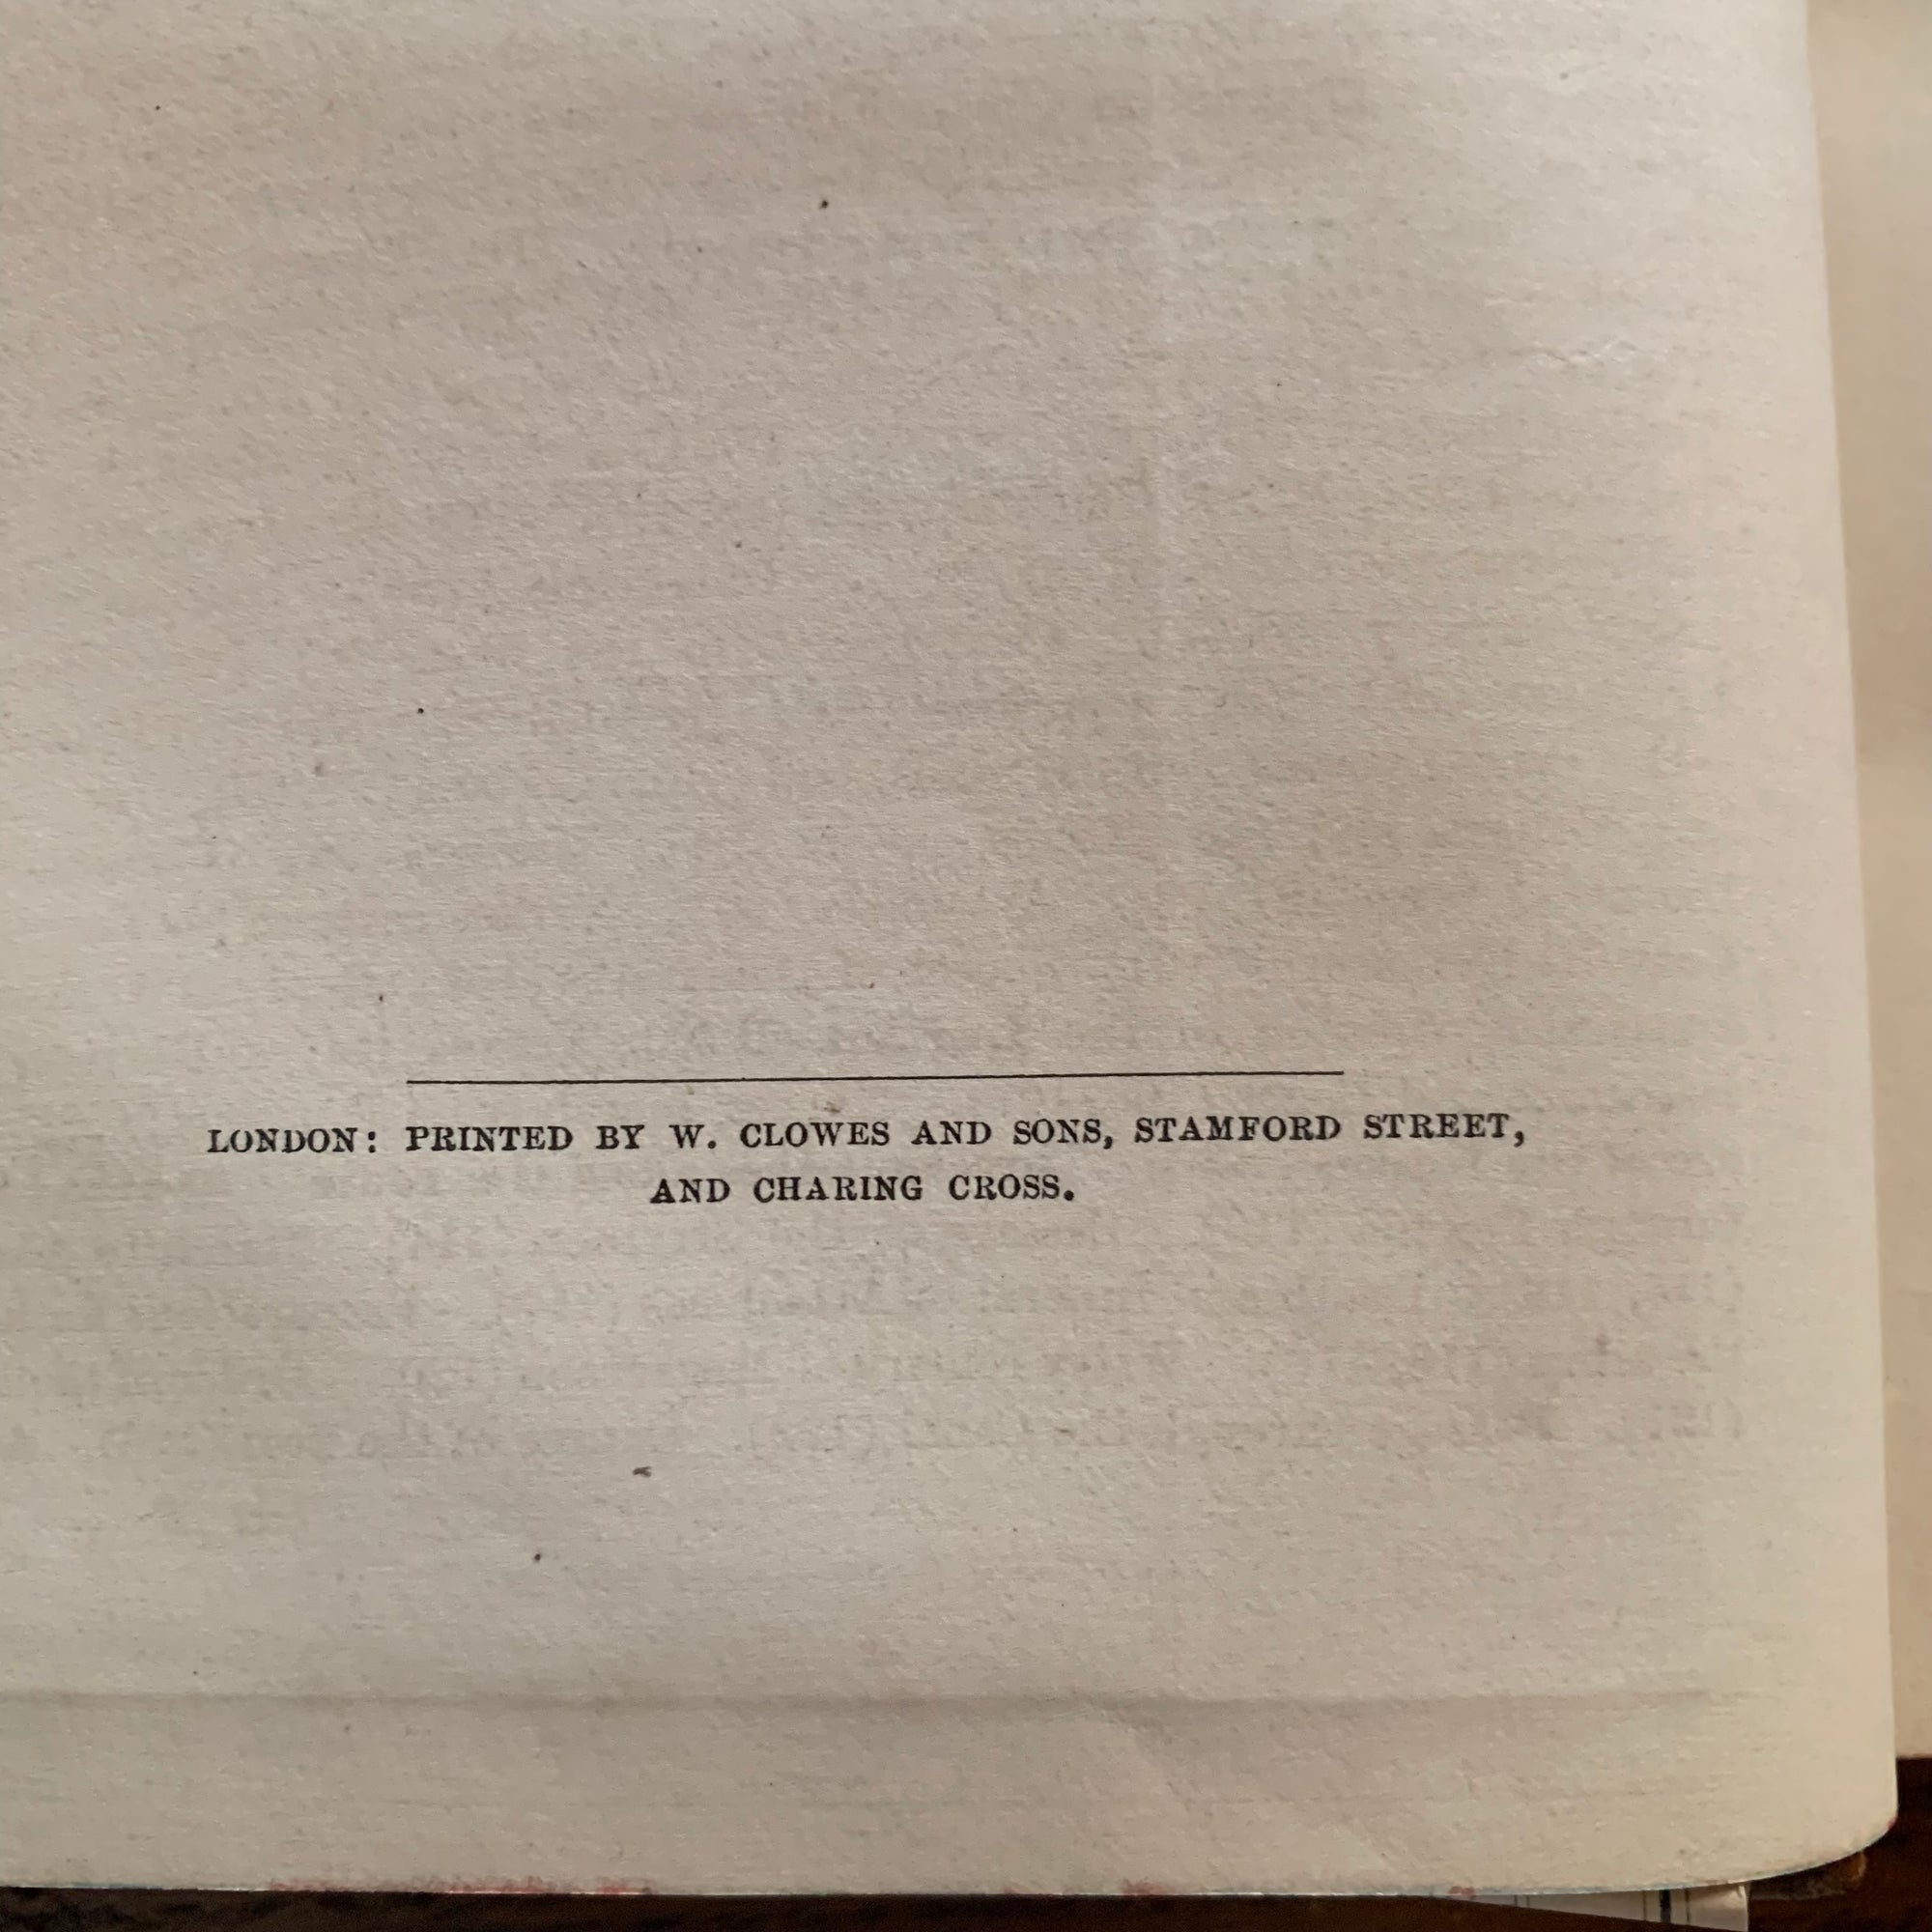 LONDON: PRINTED BY W. CLOWES AND SONS, STAMFORD STREET,
AND CHARING CROSS.